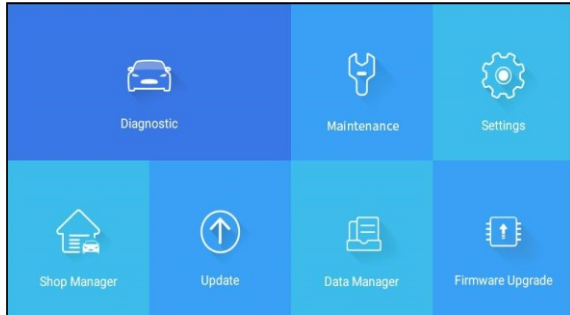 Diagnostic
Maintenance
Settings
Shop Manager
Update
Data Manager
Firmware Upgrade